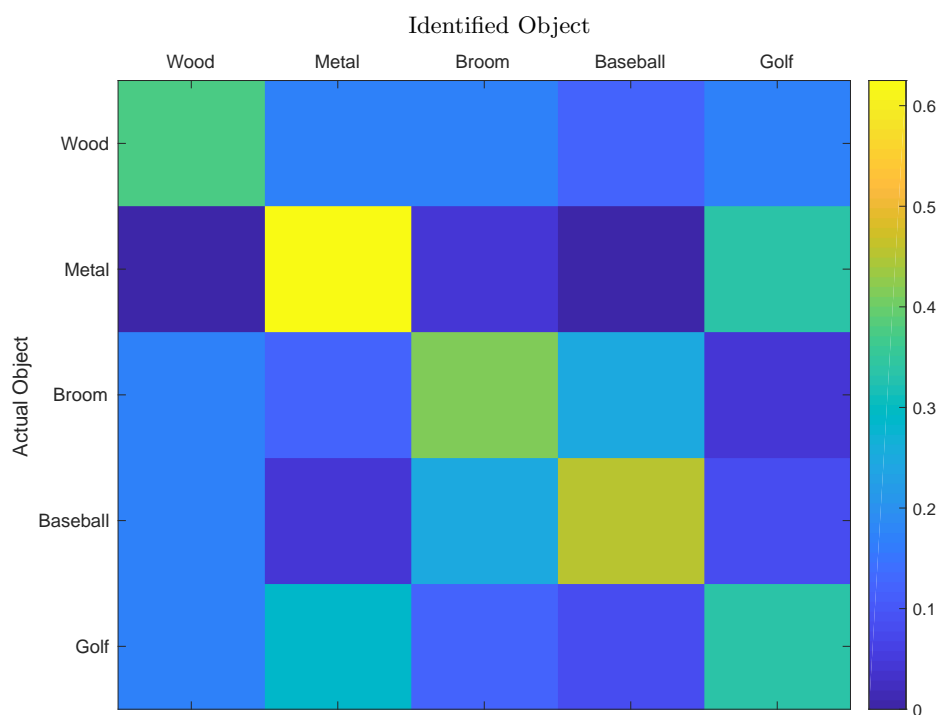 Identified Object
Wood Metal Broom Baseball Golf
Wood
Metal
Broom
Baseball
Golf
Actual Object
0.6
0.5
0.4
0.3
0.2
0.1
0